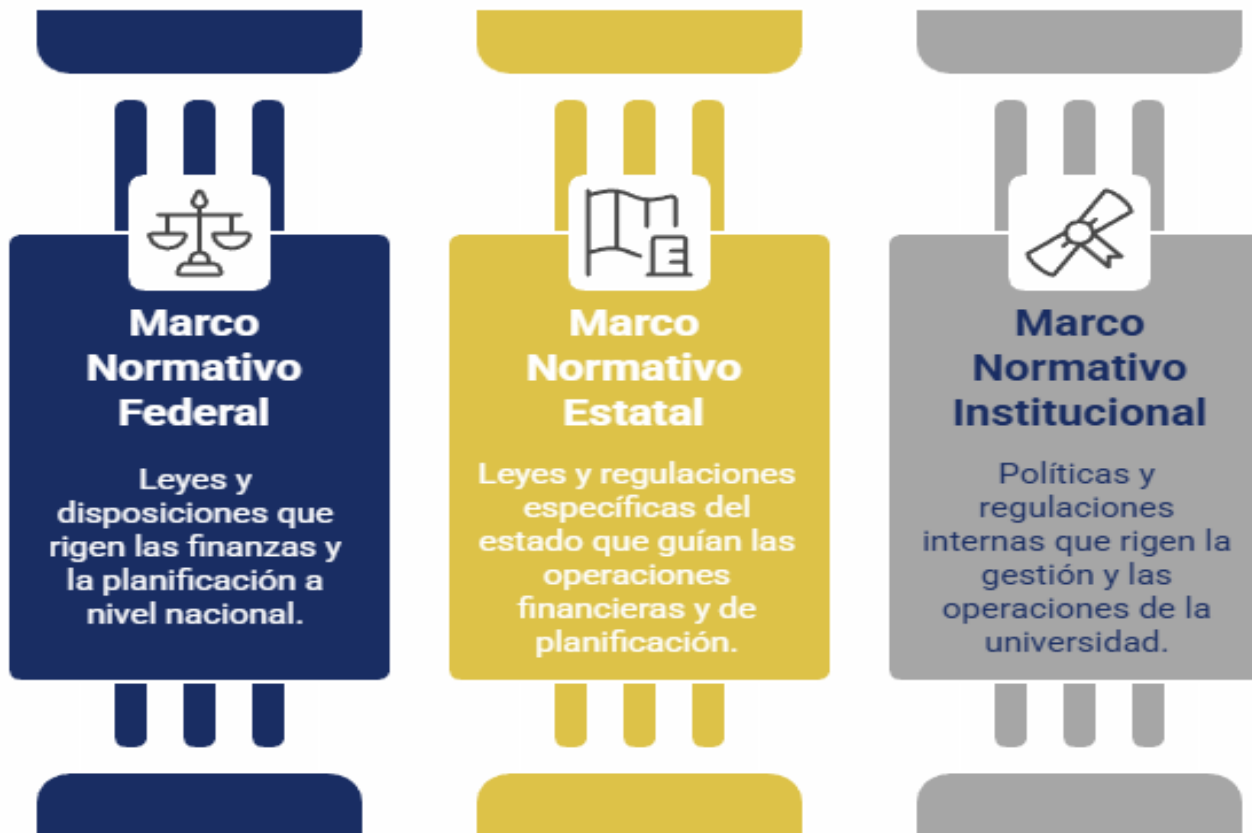 Marco
Normativo
Federal
Leyes y
disposiciones que
rigen las finanzas y
la planificación a
nivel nacional.
Marco
Normativo
Estatal
Leyes y regulaciones
específicas del
estado que guían las
operaciones
financieras y de
planificación.
Marco
Normativo
Institucional
Políticas y
regulaciones
internas que rigen la
gestión y las
operaciones de la
universidad.